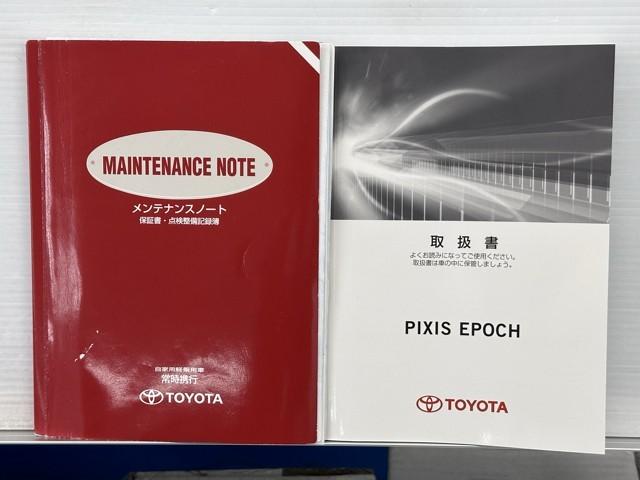 MAINTENANCE NOTE
メンテナンスノート
保証書・点検整備記録簿
自家用軽乗用車
常時携行
TOYOTA
取扱書
よくお読みになってご使用ください。
取扱書は車の中に保管しましょう。
PIXIS EPOCH
TOYOTA